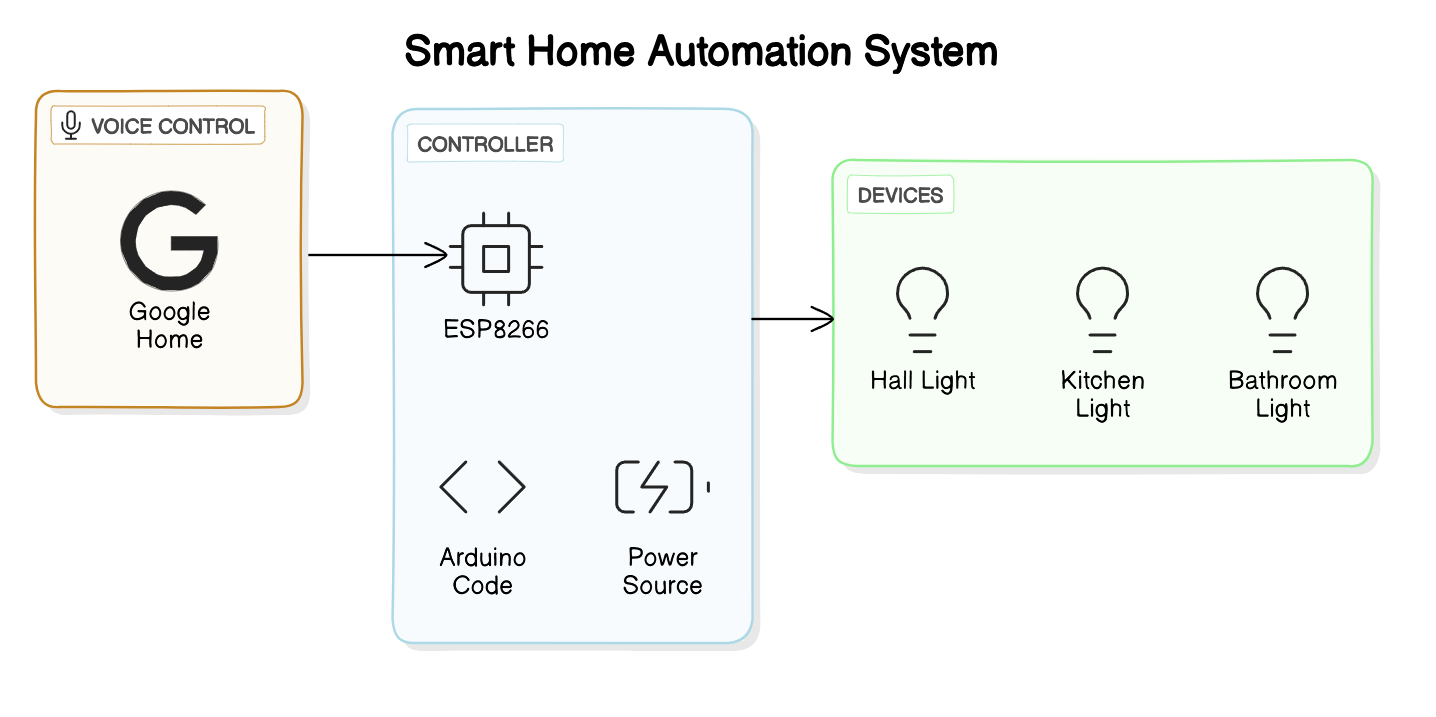 Smart Home Automation System
VOICE CONTROL
Google
Home
CONTROLLER
ESP8266
Arduino
Code
Power
Source
DEVICES
Hall Light
Kitchen
Light
Bathroom
Light